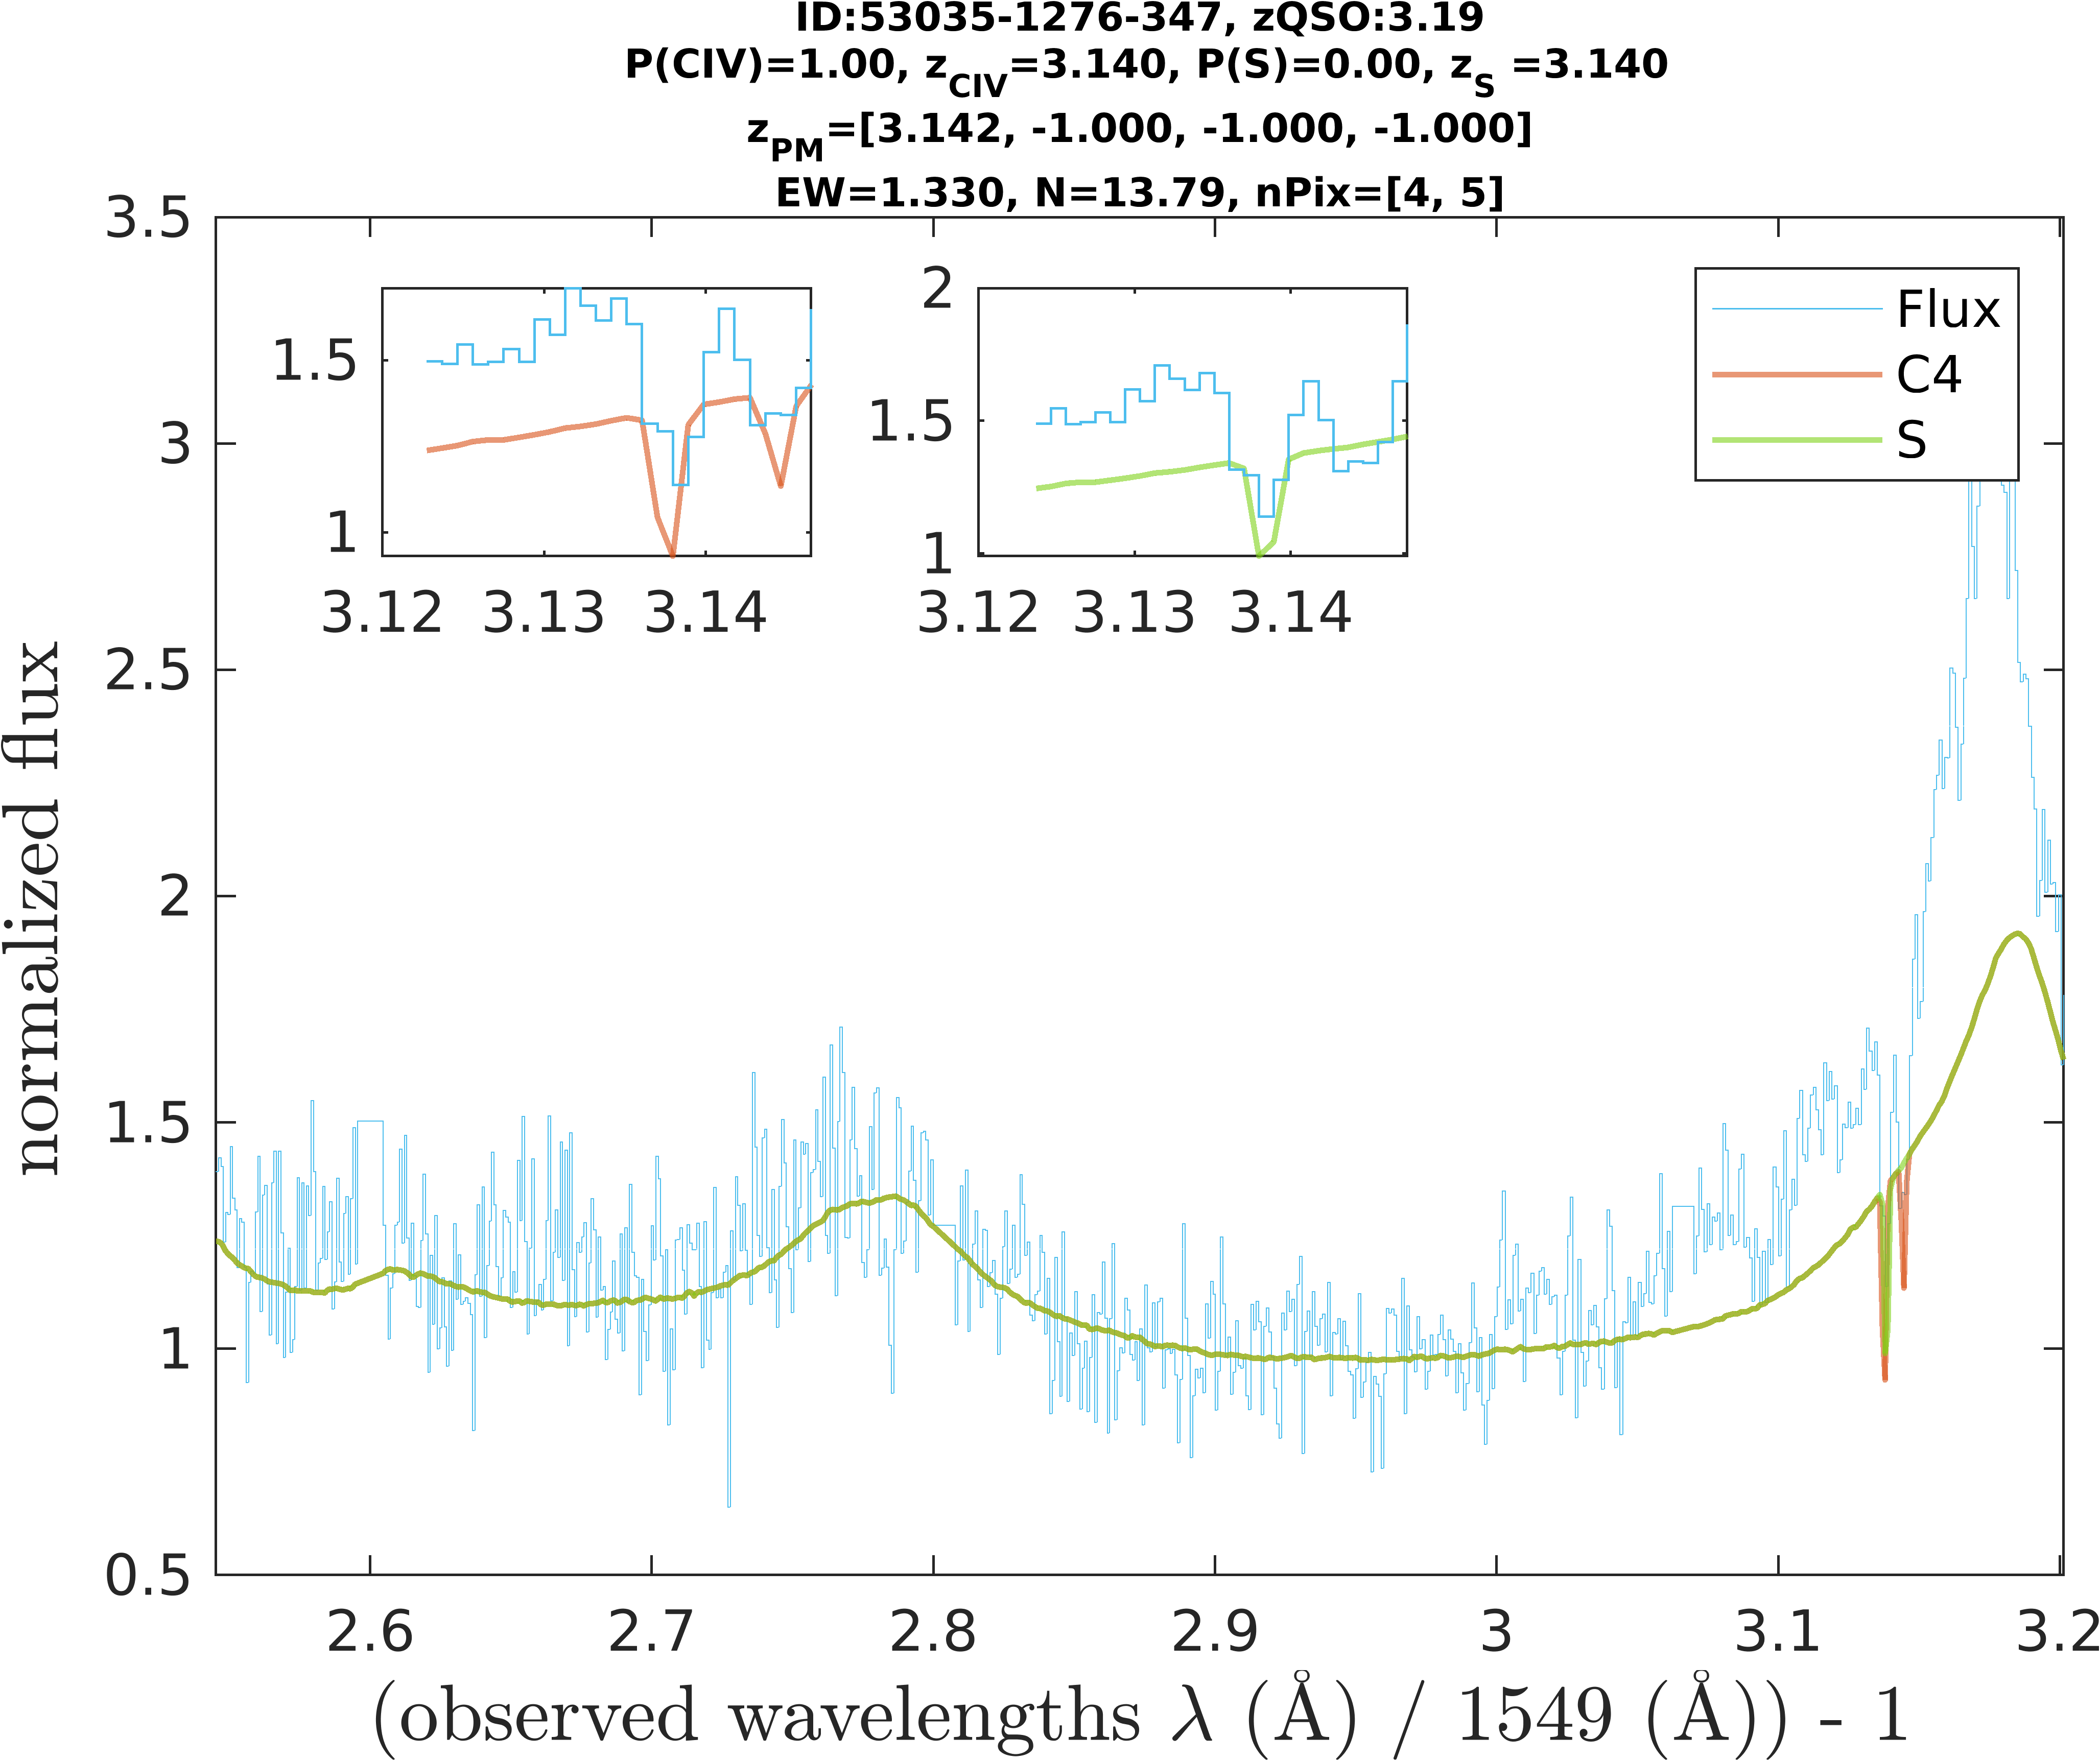 ID:53035-1276-347, zQSO:3.19
P(CIV)=1.00, zCIV=3.140, P(S)=0.00, zS =3.140
zPM=[3.142, -1.000, -1.000, -1.000]
EW=1.330, N=13.79, nPix=[4, 5]
3.5
3
2.5
2
1.5
1
0.5
normalized flux
1.5
1
3.12 3.13 3.14
2
1.5
1
3.12 3.13 3.14
Flux
C4
S
2.6 2.7 2.8 2.9 3 3.1 3.2
(observed wavelengths λ (Å) / 1549 (Å)) - 1